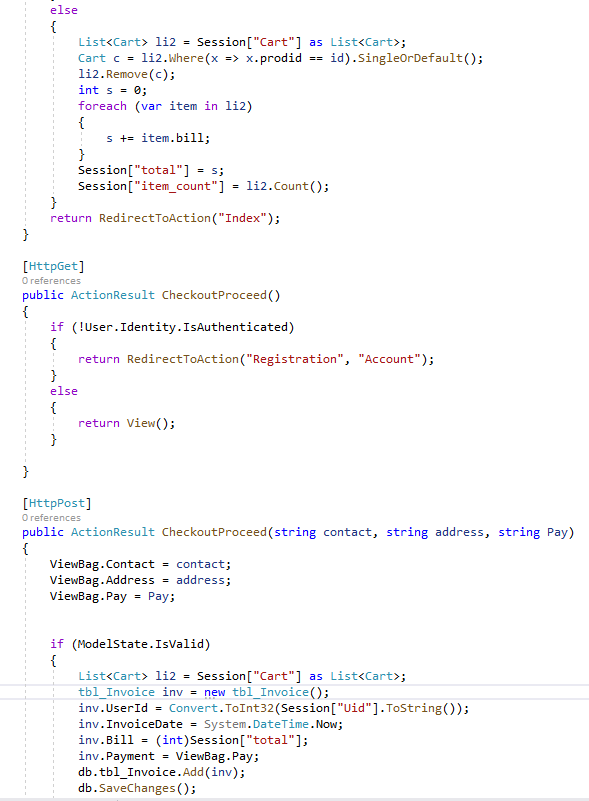 else
{
List<Cart> li2 = Session["Cart"] as List<Cart>;
Cart c = li2.Where(x => x.prodid == id).SingleOrDefault();
li2.Remove(c);
int s = 0;
foreach (var item in li2)
{
s += item.bill;
}
Session["total"] = s;
Session["item_count"] = li2.Count();
}
return RedirectToAction("Index");
}
[HttpGet]
0 references
public ActionResult CheckoutProceed()
{
if (!User.Identity.IsAuthenticated)
{
return RedirectToAction("Registration", "Account");
}
else
{
return View();
}
}
[HttpPost]
0 references
public ActionResult CheckoutProceed(string contact, string address, string Pay)
{
ViewBag.Contact = contact;
ViewBag.Address = address;
ViewBag.Pay = Pay;
if (ModelState.IsValid)
{
List<Cart> li2 = Session["Cart"] as List<Cart>;
tbl_Invoice inv = new tbl_Invoice();
inv.UserId = Convert.ToInt32(Session["Uid"].ToString());
inv.InvoiceDate = System.DateTime.Now;
inv.Bill = (int)Session["total"];
inv.Payment = ViewBag.Pay;
db.tbl_Invoice.Add(inv);
db.SaveChanges();